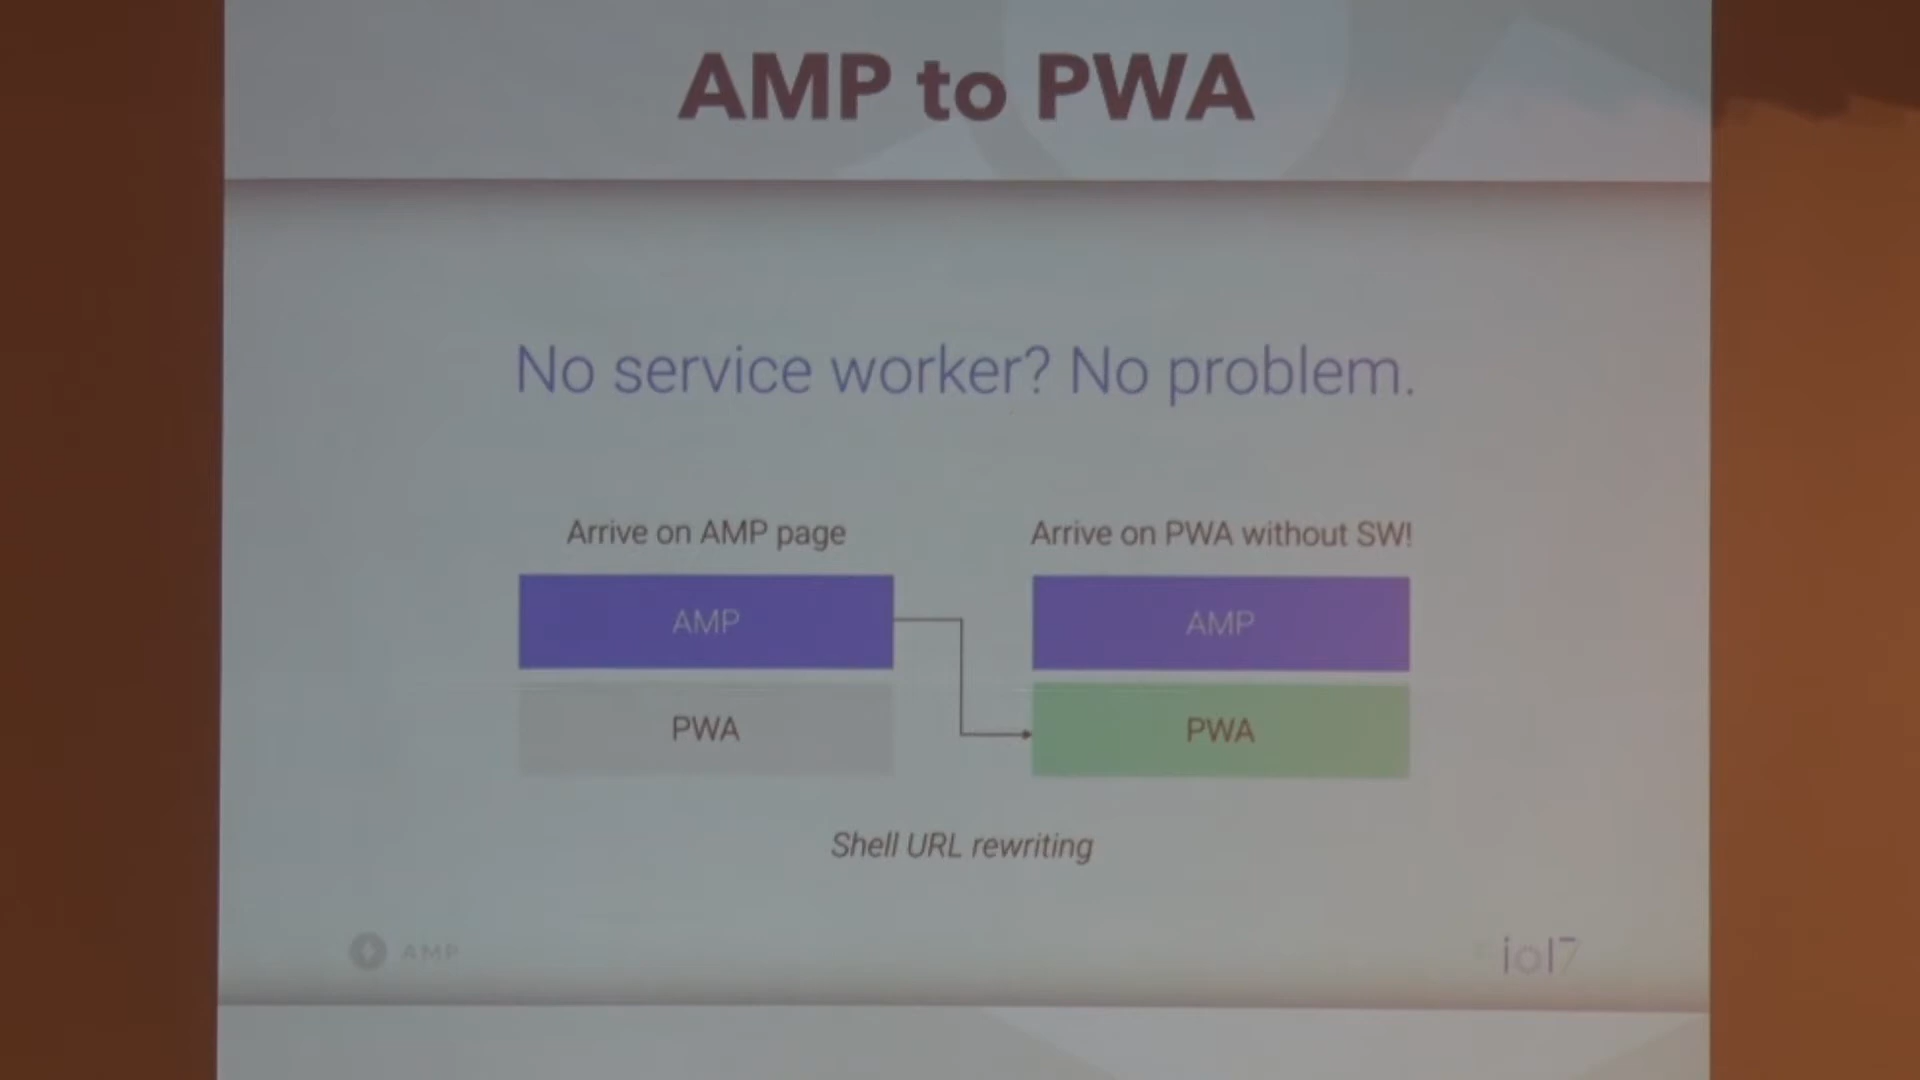 AMP to PWA
No service worker? No problem.
Arrive on AMP page
Arrive on PWA without SW!
AMP
AMP
PWA
PWA
Shell URL rewriting
AMP
io17